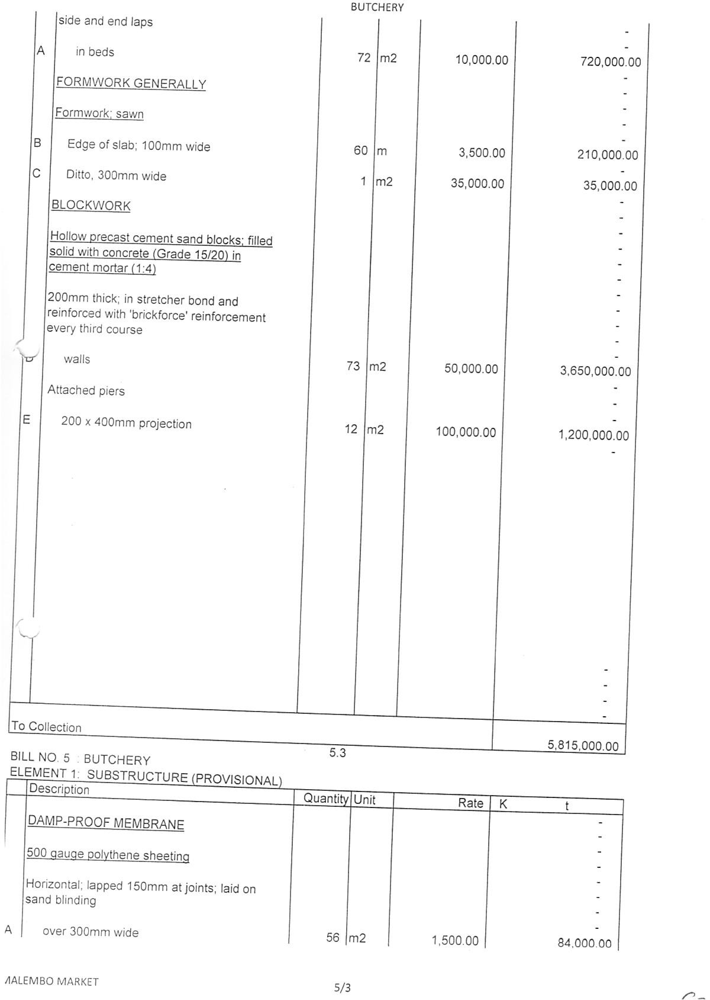 BUTCHERY
side and end laps
-
-
A in beds 72 m2 10,000.00 720,000.00
-
FORMWORK GENERALLY
-
-
Formwork; sawn
-
-
B Edge of slab; 100mm wide 60 m 3,500.00 210,000.00
-
C Ditto, 300mm wide 1 m2 35,000.00 35,000.00
-
BLOCKWORK
-
-
Hollow precast cement sand blocks; filled -
solid with concrete (Grade 15/20) in -
cement mortar (1:4) -
-
200mm thick; in stretcher bond and -
reinforced with 'brickforce' reinforcement -
every third course -
-
D walls 73 m2 50,000.00 3,650,000.00
-
Attached piers
-
-
E 200 x 400mm projection 12 m2 100,000.00 1,200,000.00
-
-
-
-
-
To Collection 5,815,000.00
5.3
BILL NO. 5 : BUTCHERY
ELEMENT 1: SUBSTRUCTURE (PROVISIONAL)
Description Quantity Unit Rate K t
-
DAMP-PROOF MEMBRANE -
-
500 gauge polythene sheeting -
-
Horizontal; lapped 150mm at joints; laid on -
sand blinding -
-
A over 300mm wide 56 m2 1,500.00 84,000.00
MALEMBO MARKET
5/3